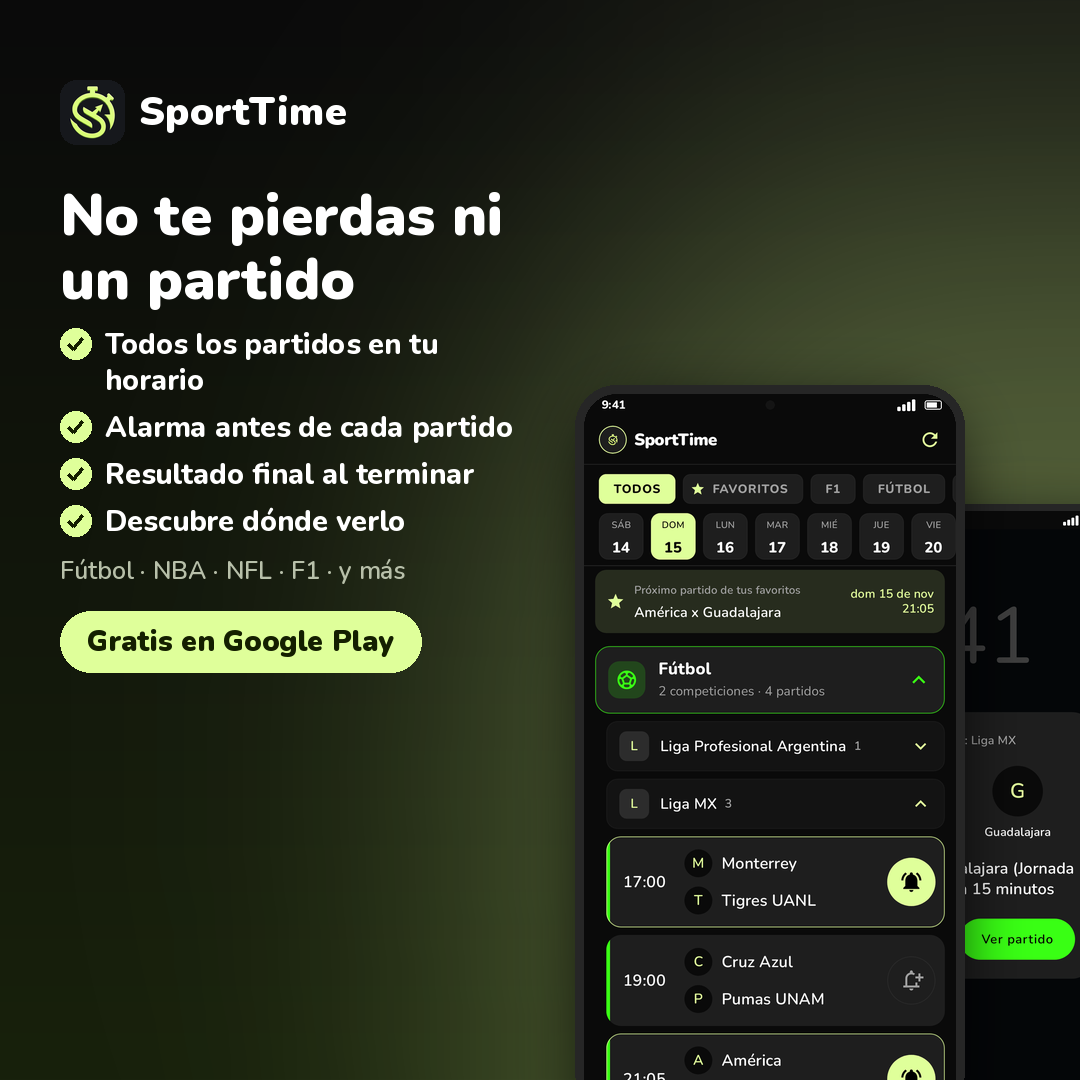 SportTime
No te pierdas ni
un partido
Todos los partidos en tu
horario
Alarma antes de cada partido
Resultado final al terminar
Descubre dónde verlo
Fútbol · NBA · NFL · F1 · y más
Gratis en Google Play
9:41
SportTime
TODOS
FAVORITOS
F1
FÚTBOL
SÁB
14
DOM
15
LUN
16
MAR
17
MIÉ
18
JUE
19
VIE
20
Próximo partido de tus favoritos
América x Guadalajara
dom 15 de nov
21:05
Fútbol
2 competiciones · 4 partidos
L
Liga Profesional Argentina 1
L
Liga MX 3
17:00
M Monterrey
T Tigres UANL
19:00
C Cruz Azul
P Pumas UNAM
21:05
A América
41
: Liga MX
G
Guadalajara
lajara (Jornada
15 minutos
Ver partido